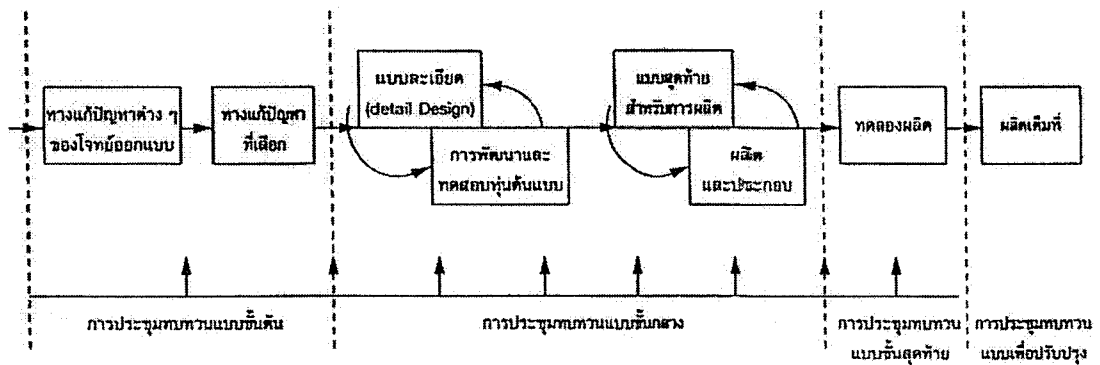 ทางแก้ปัญหาต่าง ๆ
ของโจทย์ออกแบบ
ทางแก้ปัญหา
ที่เลือก
แบบละเอียด
(detail Design)
การพัฒนาและ
ทดสอบหุ่นต้นแบบ
แบบสุดท้าย
สำหรับการผลิต
ผลิต
และประกอบ
ทดลองผลิต
ผลิตเต็มที่
การประชุมทบทวนแบบขั้นต้น
การประชุมทบทวนแบบขั้นกลาง
การประชุมทบทวน
แบบขั้นสุดท้าย
การประชุมทบทวน
แบบเพื่อปรับปรุง